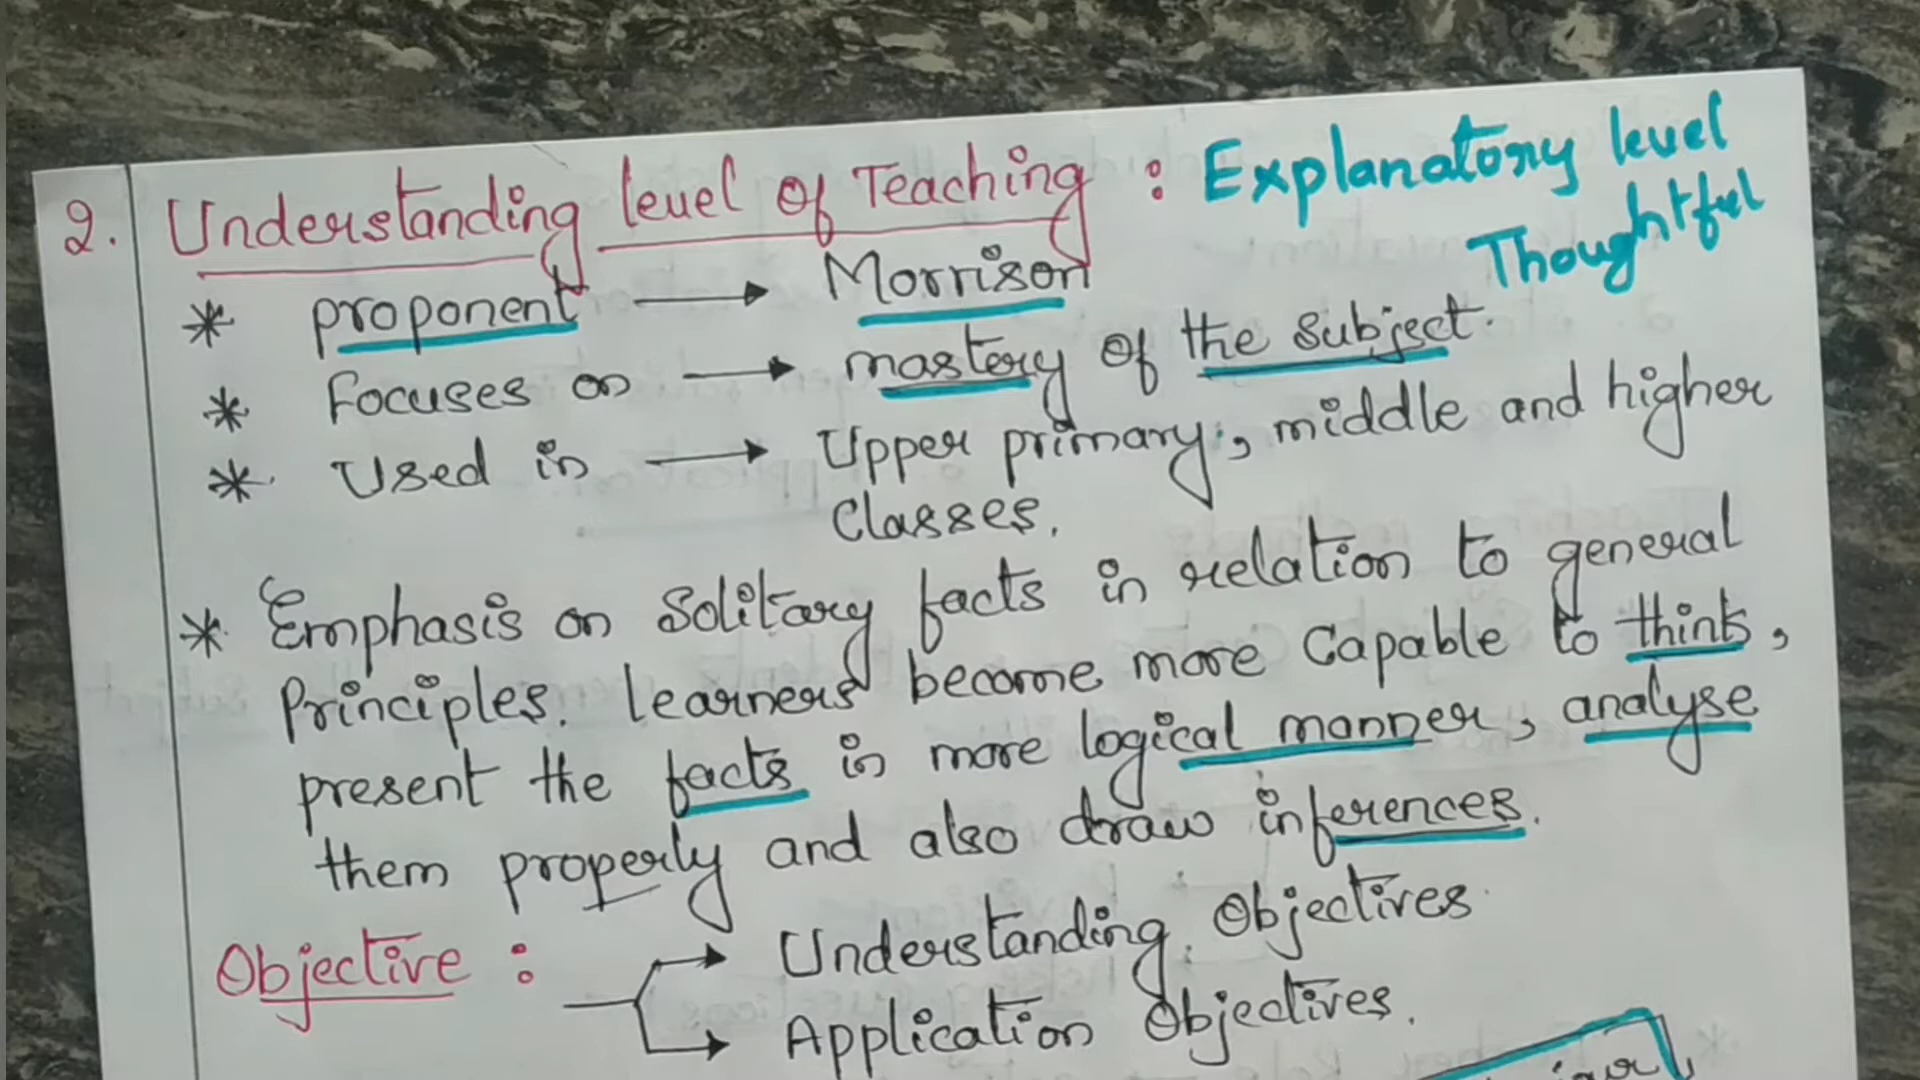 2. Understanding level of Teaching : Explanatory level
Thoughtful
* proponent → Morrison
* Focuses on → mastery of the subject.
* Used in → Upper primary, middle and higher
classes.
* Emphasis on Solitary facts in relation to general
Principles. Learners become more capable to think,
present the facts in more logical manner, analyse
them properly and also draw inferences.
Objective : → Understanding Objectives
→ Application Objectives.